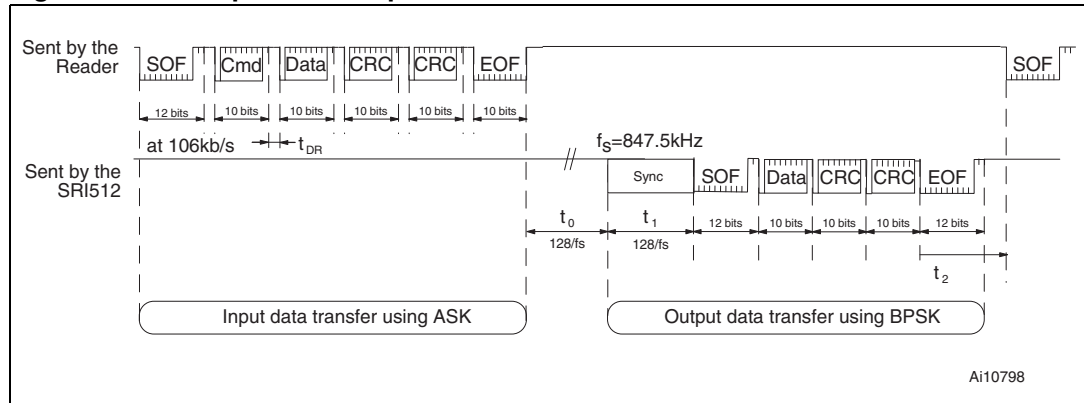 Sent by the
Reader
SOF Cmd Data CRC CRC EOF SOF
12 bits 10 bits 10 bits 10 bits 10 bits 10 bits
at 106kb/s tDR fS=847.5kHz
Sent by the
SRI512
Sync SOF Data CRC CRC EOF
t0 t1 12 bits 10 bits 10 bits 10 bits 12 bits
128/fs 128/fs
t2
Input data transfer using ASK Output data transfer using BPSK
Ai10798